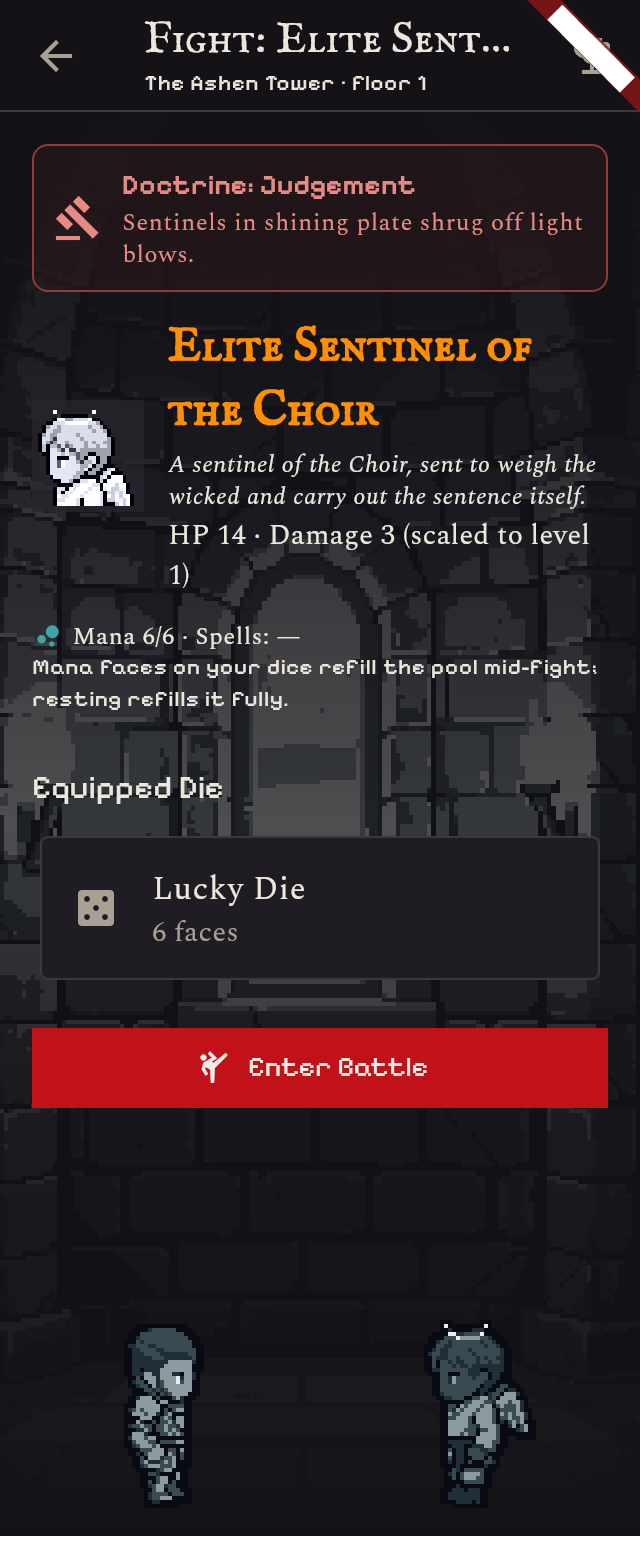 Fight: Elite Sent...
The Ashen Tower · Floor 1
Doctrine: Judgement
Sentinels in shining plate shrug off light
blows.
Elite Sentinel of
the Choir
A sentinel of the Choir, sent to weigh the
wicked and carry out the sentence itself.
HP 14 · Damage 3 (scaled to level
1)
Mana 6/6 · Spells: —
Mana faces on your dice refill the pool mid-fight;
resting refills it fully.
Equipped Die
Lucky Die
6 faces
Enter Battle